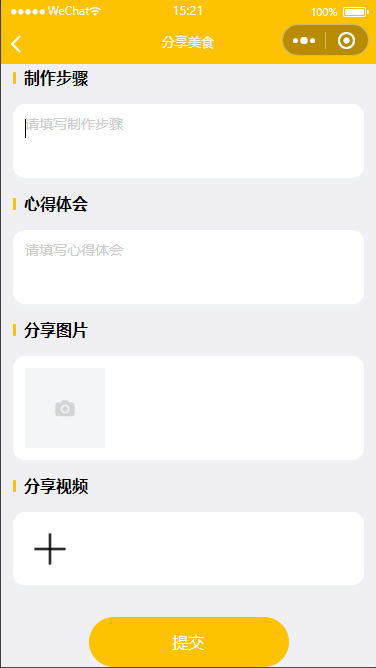 WeChat 15:21 100%
分享美食
制作步骤
请填写制作步骤
心得体会
请填写心得体会
分享图片
分享视频
提交